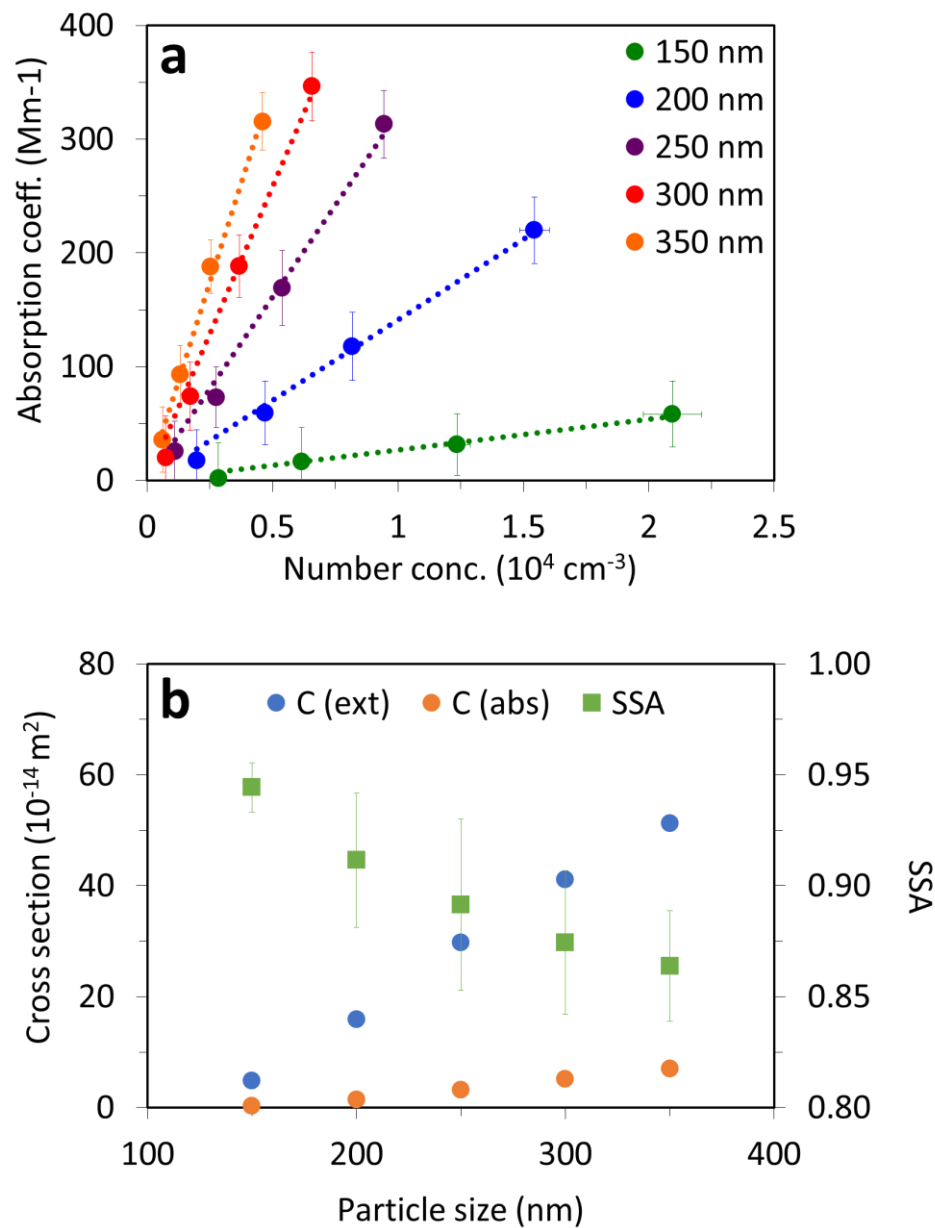 a
400
300
200
100
0
Absorption coeff. (Mm-1)
150 nm
200 nm
250 nm
300 nm
350 nm
0 0.5 1 1.5 2 2.5
Number conc. (10⁴ cm⁻³)
b
C (ext) C (abs) SSA
80
60
40
20
0
Cross section (10⁻¹⁴ m²)
1.00
0.95
0.90
0.85
0.80
SSA
100 200 300 400
Particle size (nm)